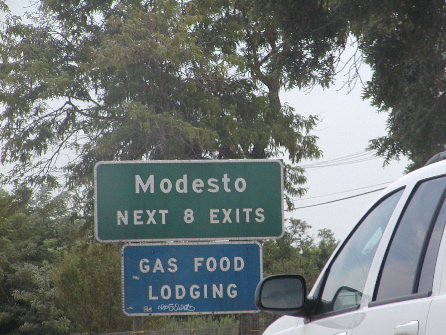 Modesto
NEXT 8 EXITS
GAS FOOD
LODGING